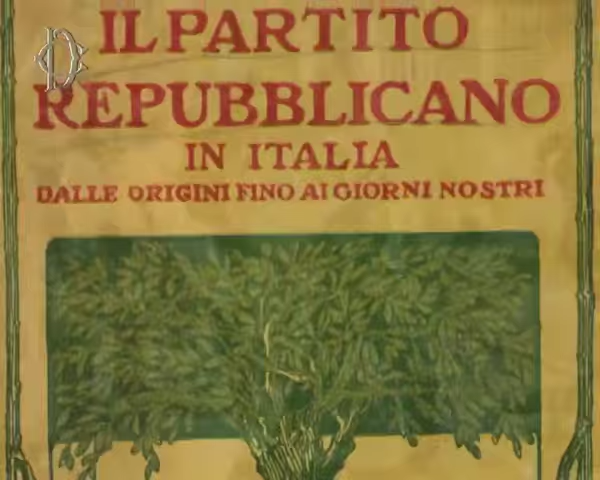 IL PARTITO
REPUBBLICANO
IN ITALIA
DALLE ORIGINI FINO AI GIORNI NOSTRI